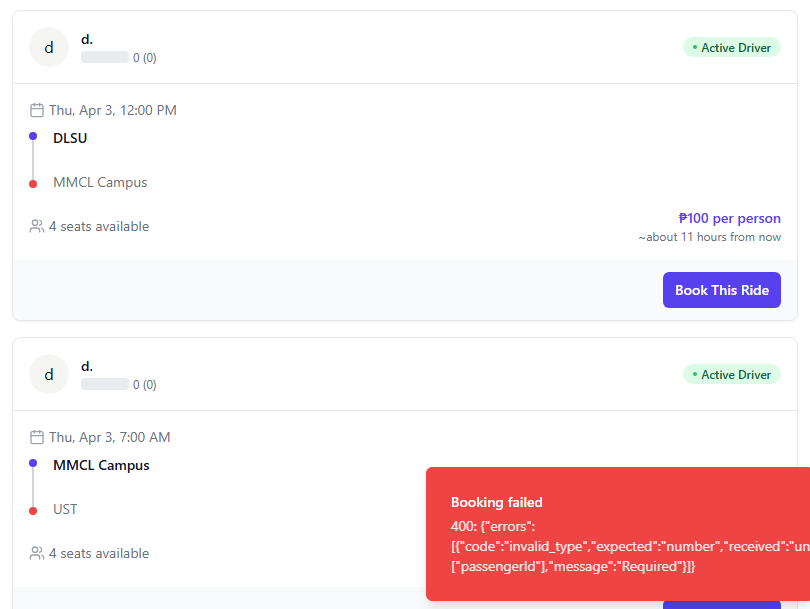 d
d.
0 (0)
Active Driver
Thu, Apr 3, 12:00 PM
DLSU
MMCL Campus
4 seats available
₱100 per person
~about 11 hours from now
Book This Ride
d
d.
0 (0)
Active Driver
Thu, Apr 3, 7:00 AM
MMCL Campus
UST
4 seats available
Booking failed
400: {"errors":
[{"code":"invalid_type","expected":"number","received":"un
["passengerId"],"message":"Required"}]}